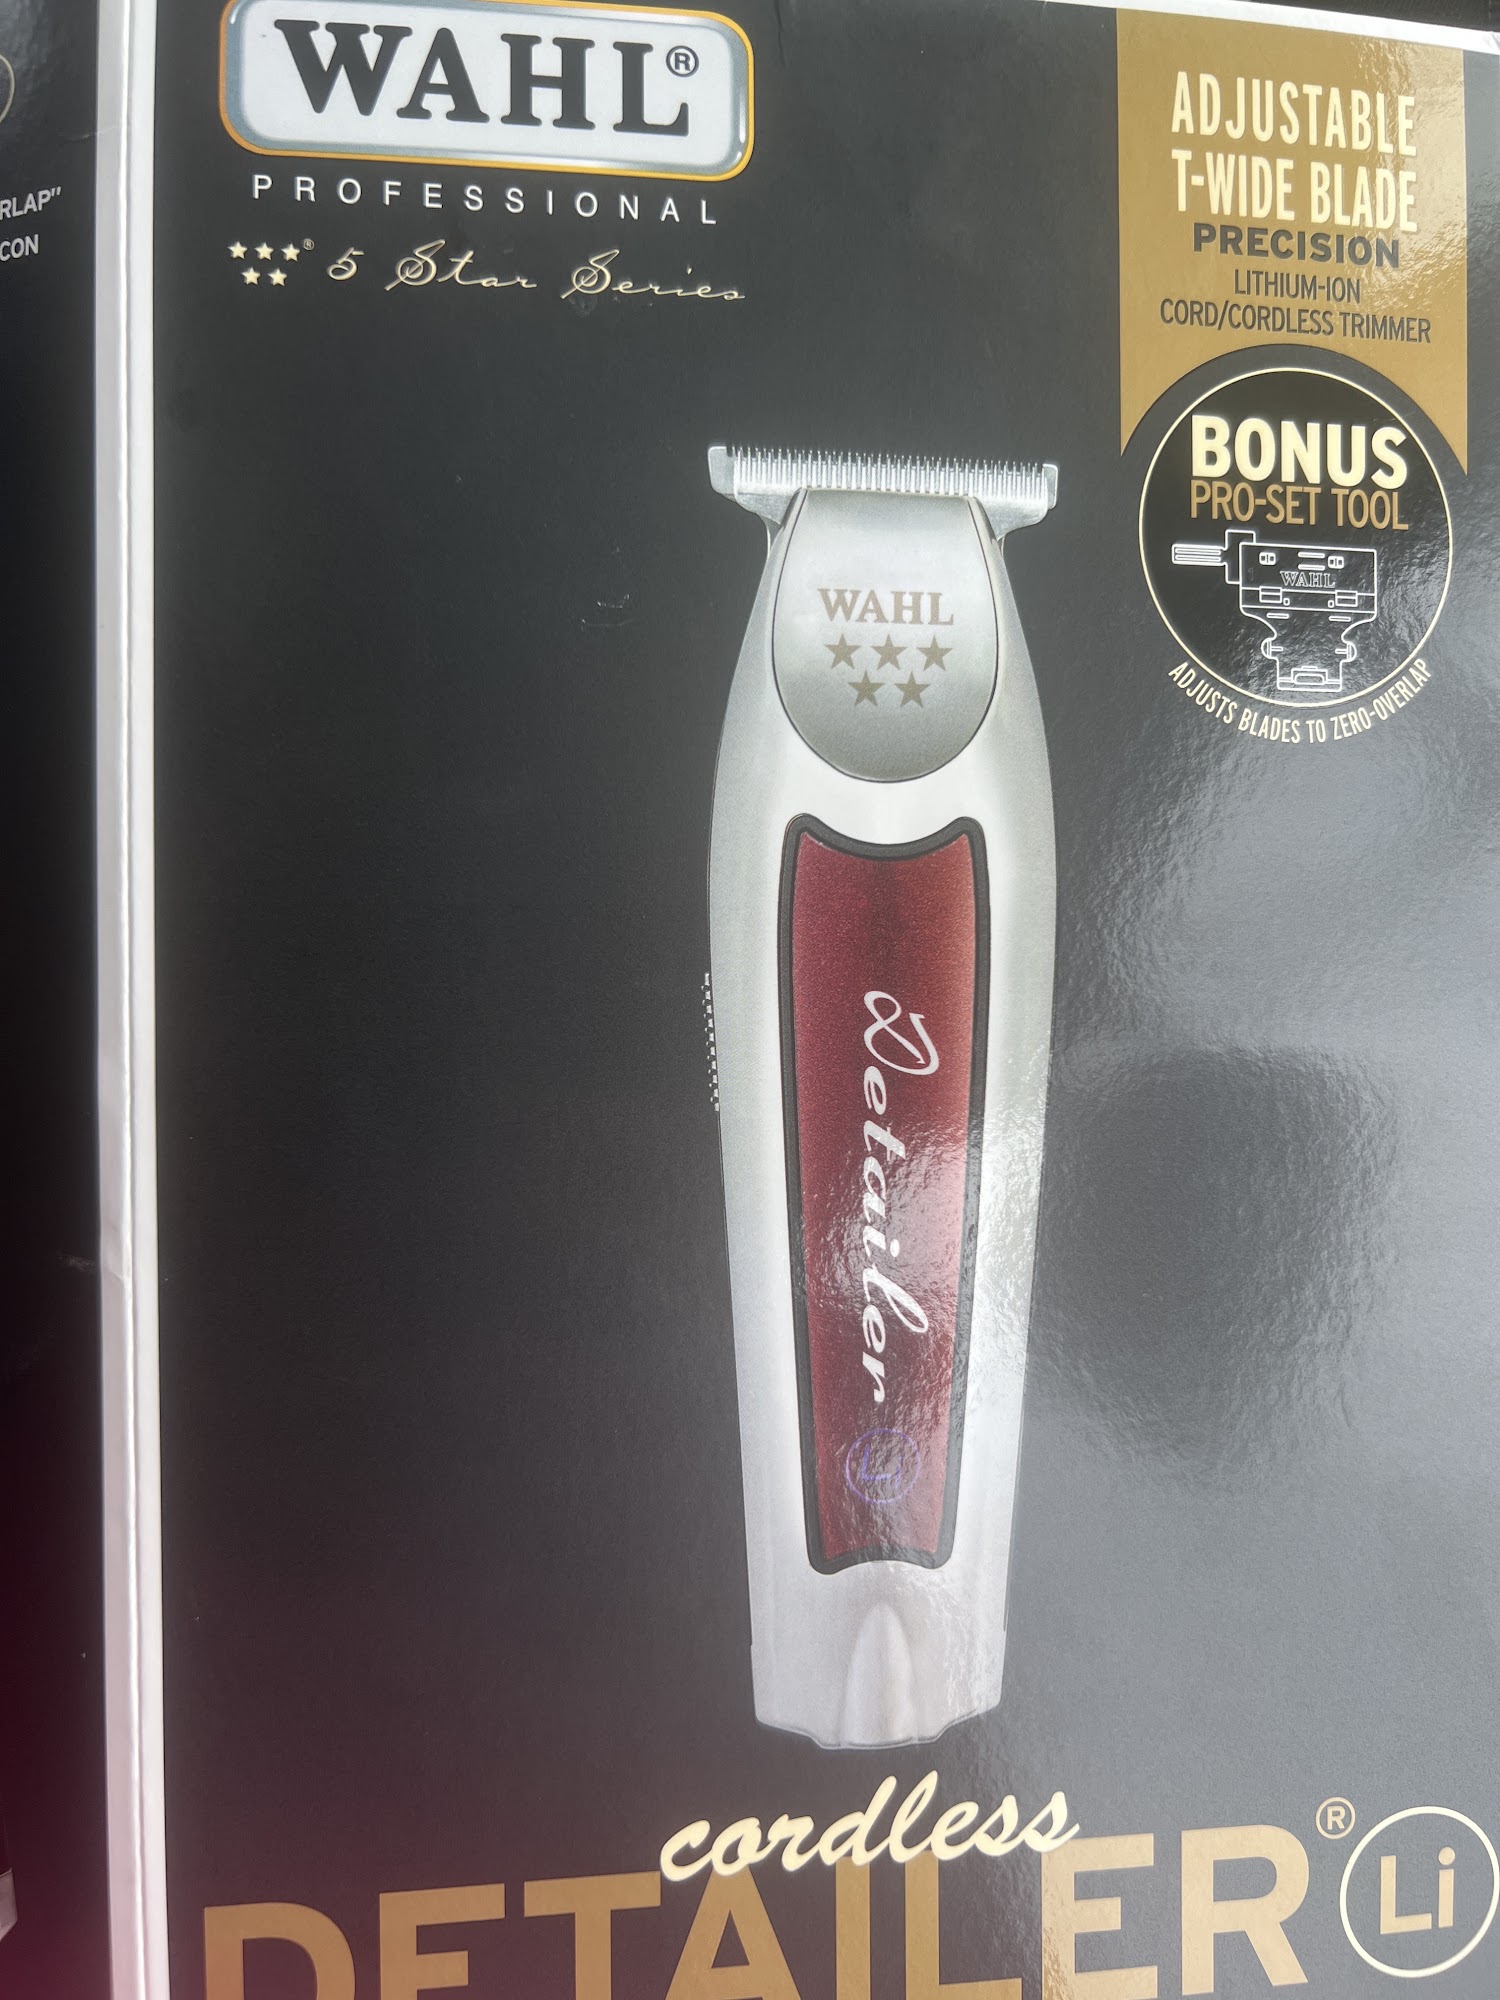 WAHL®
PROFESSIONAL
® 5 Star Series
RLAP"
CON
ADJUSTABLE
T-WIDE BLADE
PRECISION
LITHIUM-ION
CORD/CORDLESS TRIMMER
BONUS
PRO-SET TOOL
WAHL
ADJUSTS BLADES TO ZERO-OVERLAP
WAHL
Detailer
Li
cordless
DETAILER® Li